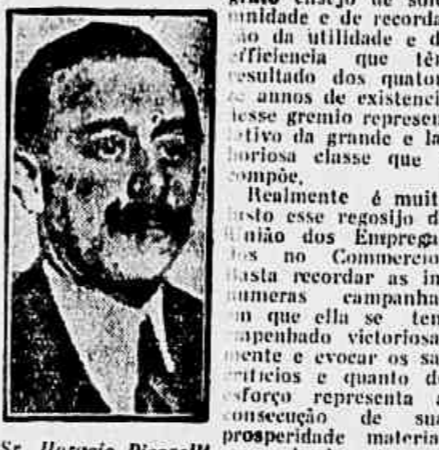 grato ensejo de sole
mnidade e de recorda
ão da utilidade e d
efficiencia que têm
resultado dos quator
ze annos de existenci
desse gremio represen
tativo da grande e la
boriosa classe que
compõe.
Realmente é muit
justo esse regosijo d
União dos Emprega
dos no Commercio
Basta recordar as in
numeras campanha
em que ella se tem
empenhado victoriosa
mente e evocar os sa
crificios e quanto de
esforço representa a
consecução de sua
prosperidade materia
Sr. Horacio